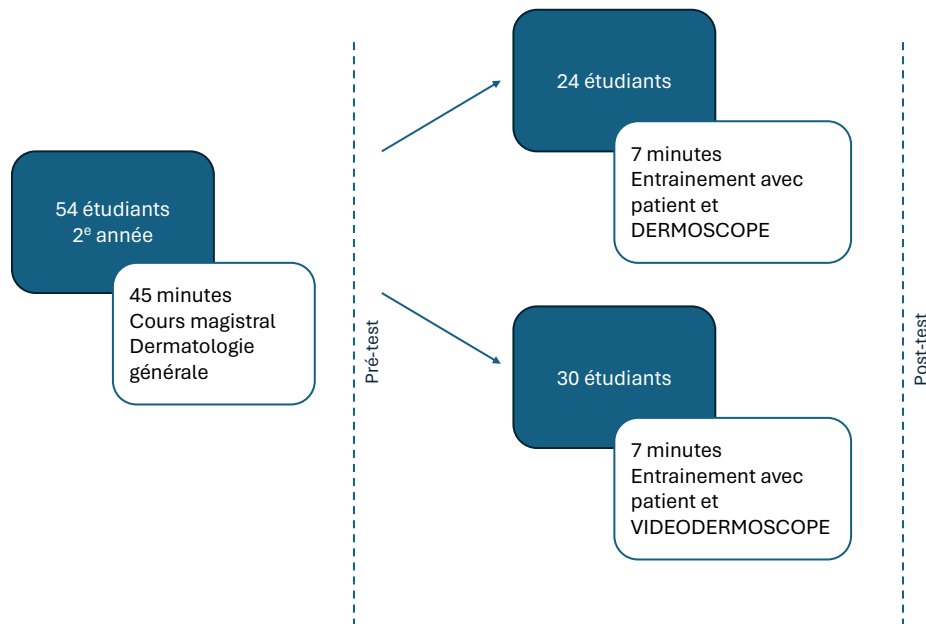 54 étudiants
2e année
45 minutes
Cours magistral
Dermatologie
générale
Pré-test
24 étudiants
7 minutes
Entrainement avec
patient et
DERMOSCOPE
30 étudiants
7 minutes
Entrainement avec
patient et
VIDEODERMOSCOPE
Post-test